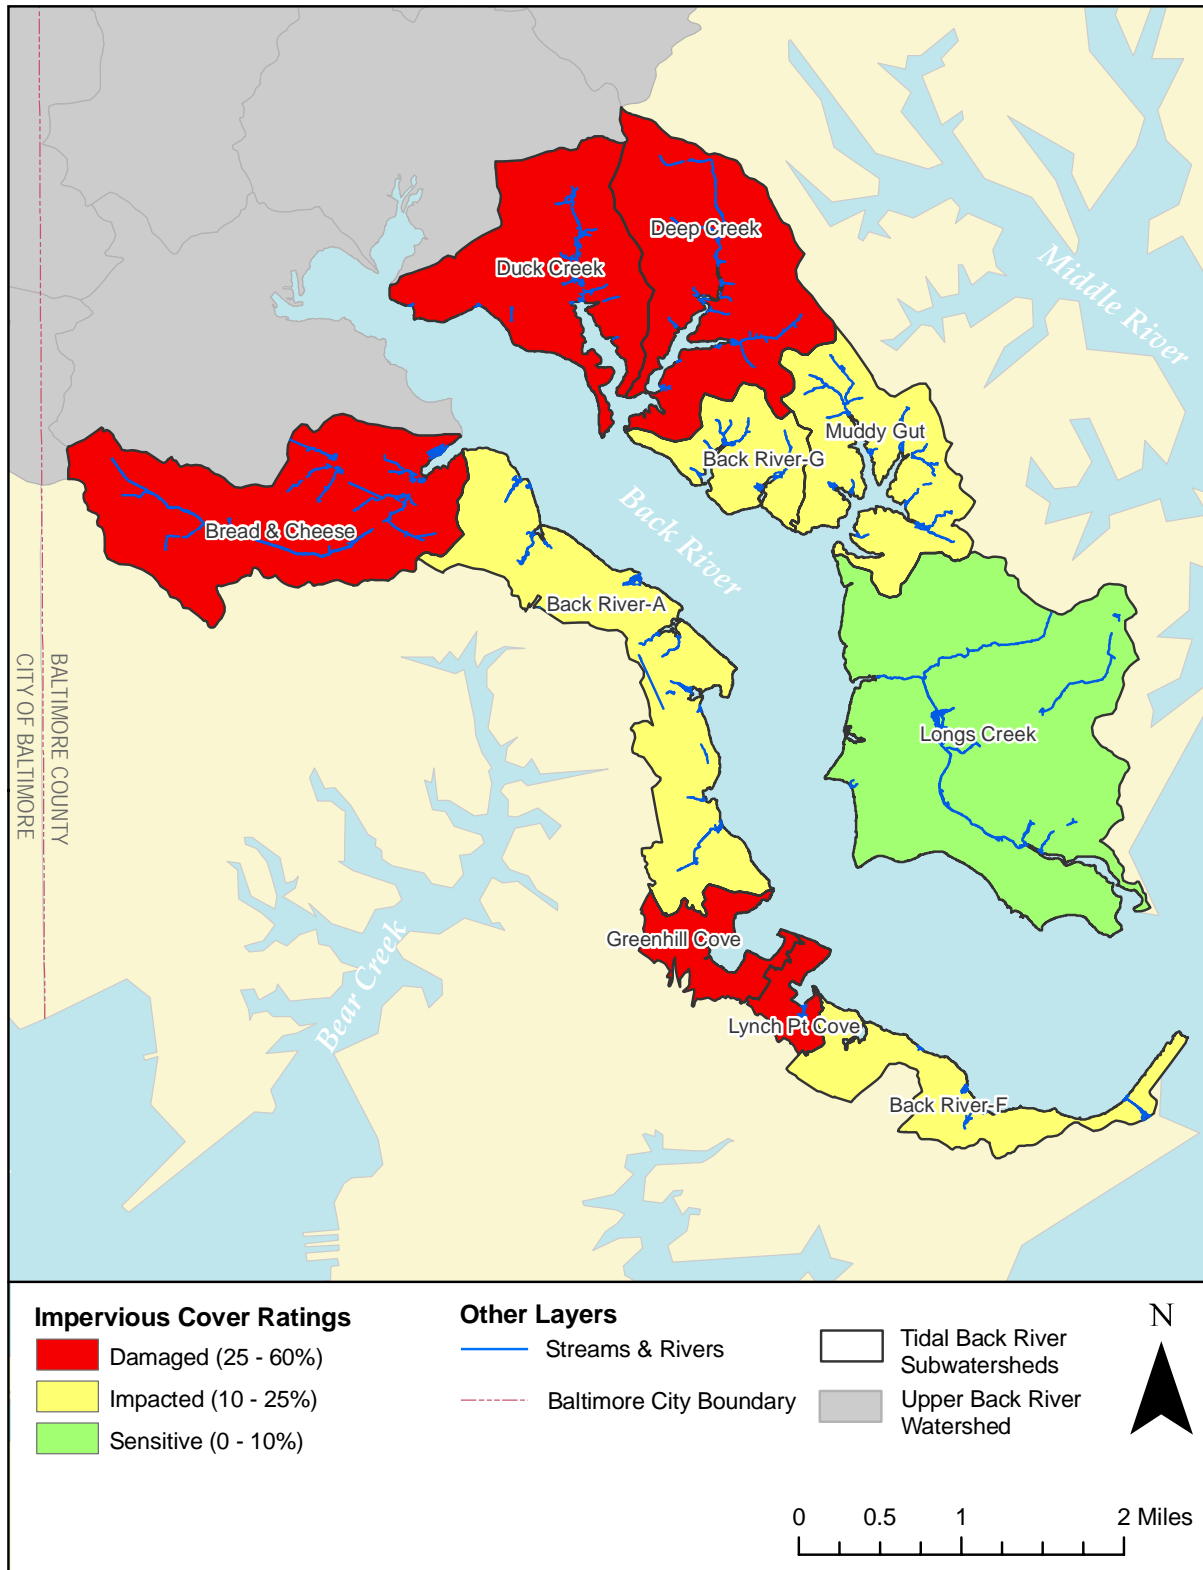 Deep Creek
Duck Creek
Middle River
Muddy Gut
Back River-G
Bread & Cheese
Back River
Back River-A
BALTIMORE COUNTY
CITY OF BALTIMORE
Longs Creek
Greenhill Cove
Bear Creek
Lynch Pt Cove
Back River-F
Impervious Cover Ratings
Damaged (25 - 60%)
Impacted (10 - 25%)
Sensitive (0 - 10%)
Other Layers
Streams & Rivers
Baltimore City Boundary
Tidal Back River
Subwatersheds
Upper Back River
Watershed
N
0 0.5 1 2 Miles